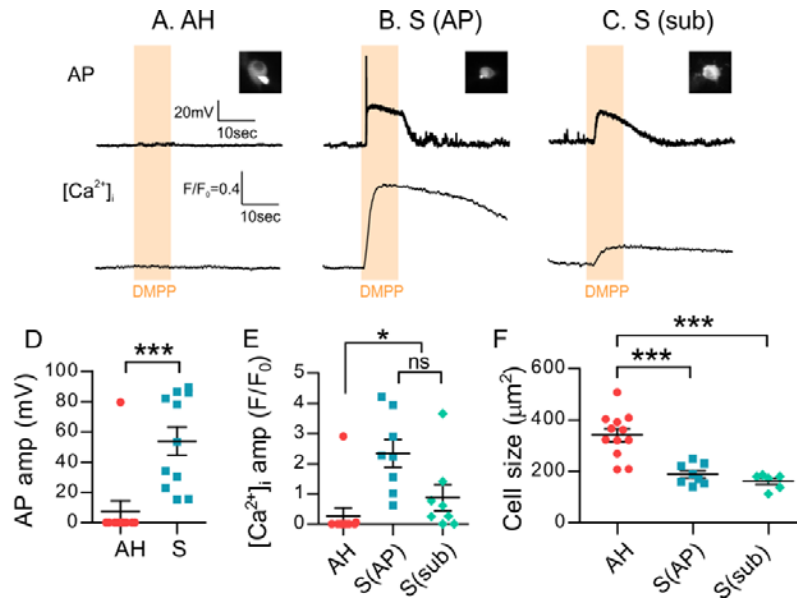 A. AH B. S (AP) C. S (sub)
AP
20mV
10sec
[Ca²⁺]ᵢ
F/F₀=0.4
10sec
DMPP DMPP DMPP
D
***
AP amp (mV)
100
80
60
40
20
0
AH S
E
*
ns
[Ca²⁺]ᵢ amp (F/F₀)
5
4
3
2
1
0
AH S(AP) S(sub)
F
***
***
Cell size (μm²)
600
400
200
0
AH S(AP) S(sub)